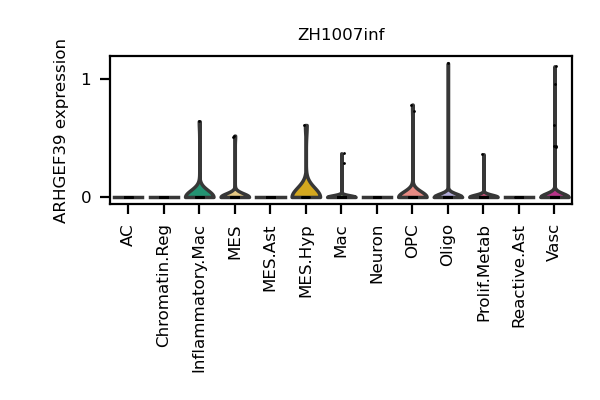 ZH1007inf
ARHGEF39 expression
1
0
AC
Chromatin.Reg
Inflammatory.Mac
MES
MES.Ast
MES.Hyp
Mac
Neuron
OPC
Oligo
Prolif.Metab
Reactive.Ast
Vasc